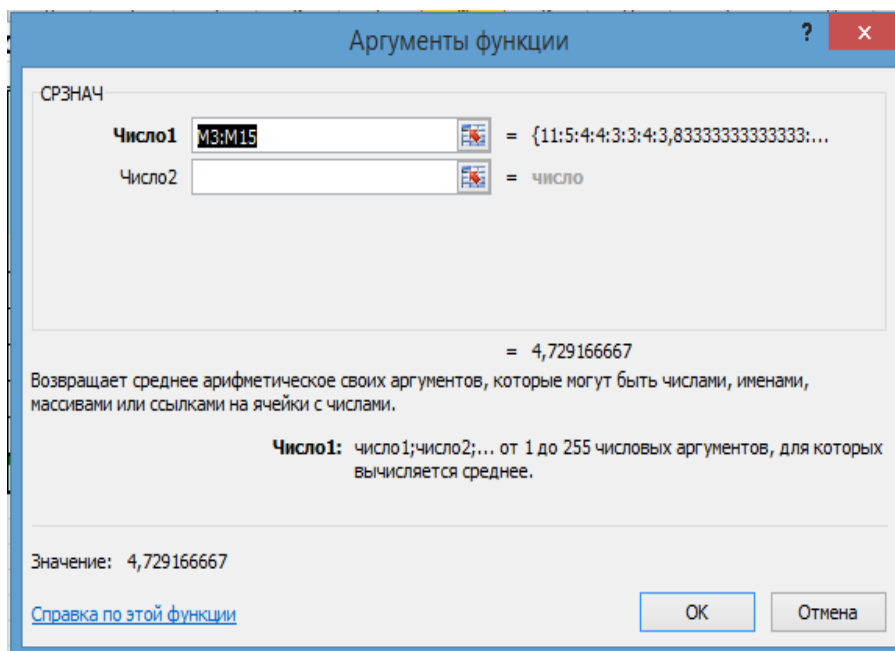 Аргументы функции
?
x
СРЗНАЧ
Число1 M3:M15 = {11:5:4:4:3:3:4:3,83333333333333:...
Число2 = число
= 4,729166667
Возвращает среднее арифметическое своих аргументов, которые могут быть числами, именами,
массивами или ссылками на ячейки с числами.
Число1: число1;число2;... от 1 до 255 числовых аргументов, для которых
вычисляется среднее.
Значение: 4,729166667
Справка по этой функции
ОК
Отмена